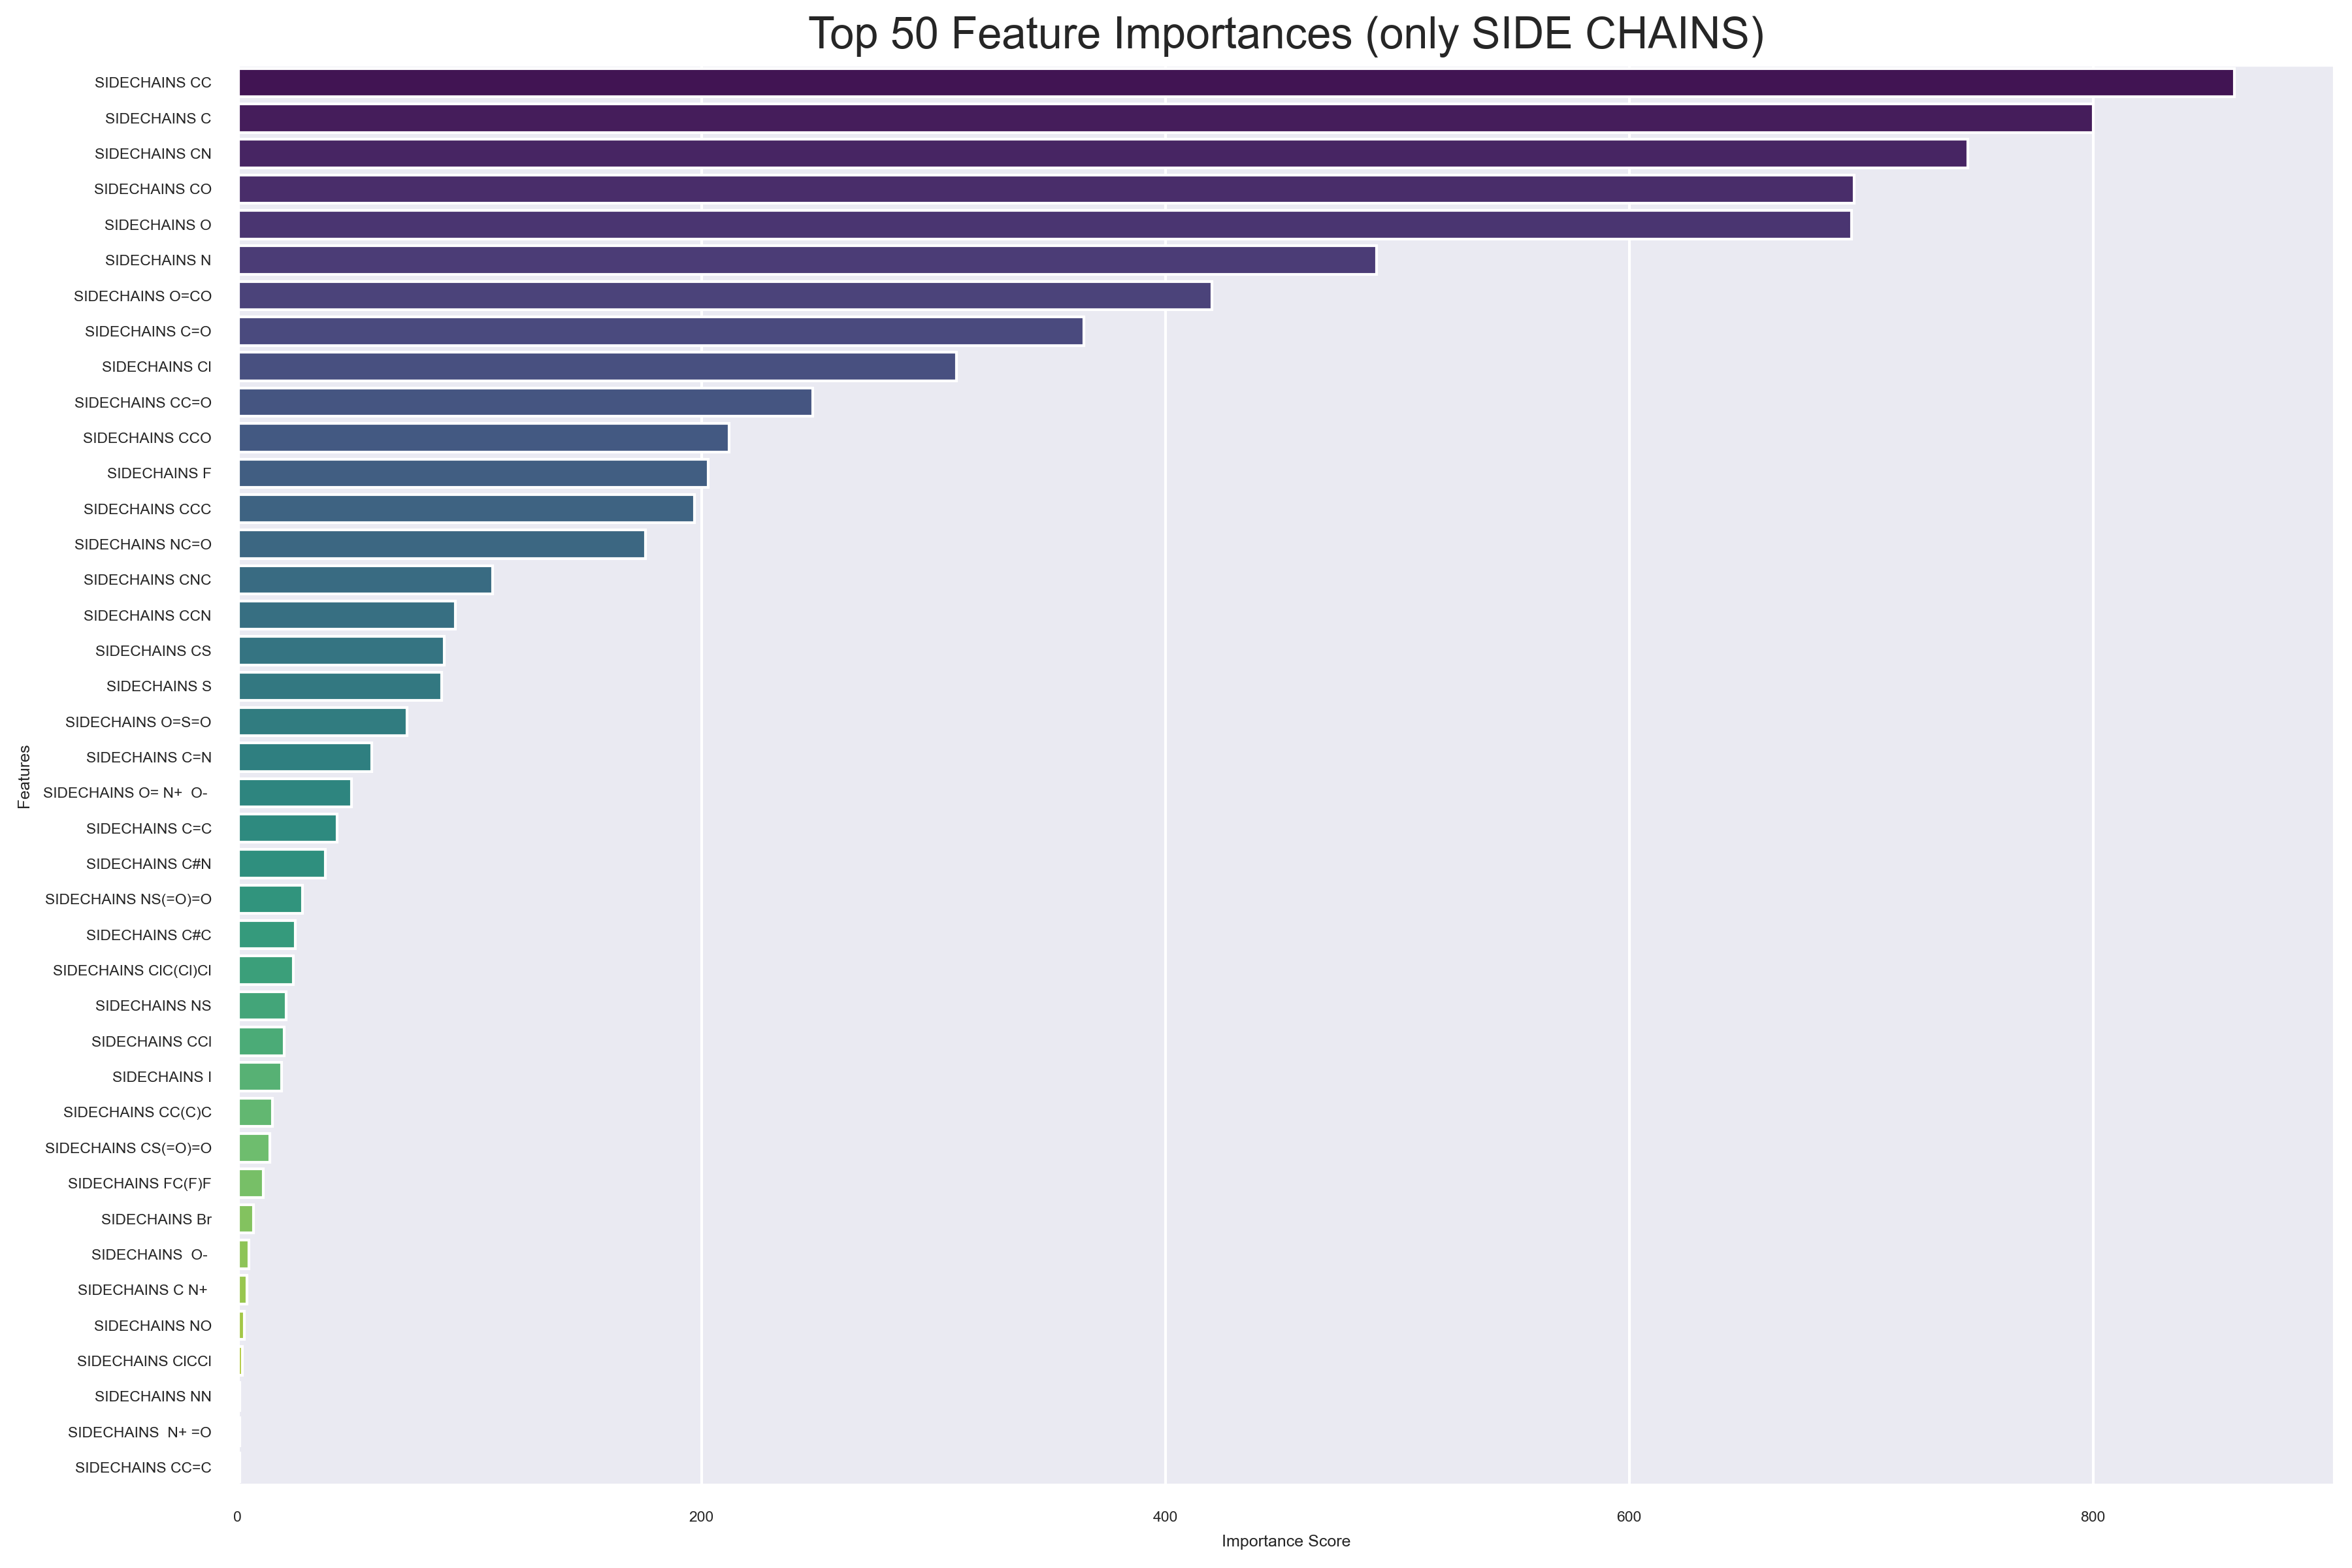 Top 50 Feature Importances (only SIDE CHAINS)
SIDECHAINS CC
SIDECHAINS C
SIDECHAINS CN
SIDECHAINS CO
SIDECHAINS O
SIDECHAINS N
SIDECHAINS O=CO
SIDECHAINS C=O
SIDECHAINS Cl
SIDECHAINS CC=O
SIDECHAINS CCO
SIDECHAINS F
SIDECHAINS CCC
SIDECHAINS NC=O
SIDECHAINS CNC
SIDECHAINS CCN
SIDECHAINS CS
SIDECHAINS S
SIDECHAINS O=S=O
SIDECHAINS C=N
Features
SIDECHAINS O= N+  O-
SIDECHAINS C=C
SIDECHAINS C#N
SIDECHAINS NS(=O)=O
SIDECHAINS C#C
SIDECHAINS ClC(Cl)Cl
SIDECHAINS NS
SIDECHAINS CCl
SIDECHAINS I
SIDECHAINS CC(C)C
SIDECHAINS CS(=O)=O
SIDECHAINS FC(F)F
SIDECHAINS Br
SIDECHAINS  O-
SIDECHAINS C N+
SIDECHAINS NO
SIDECHAINS ClCCl
SIDECHAINS NN
SIDECHAINS  N+ =O
SIDECHAINS CC=C
0 200 400 600 800
Importance Score